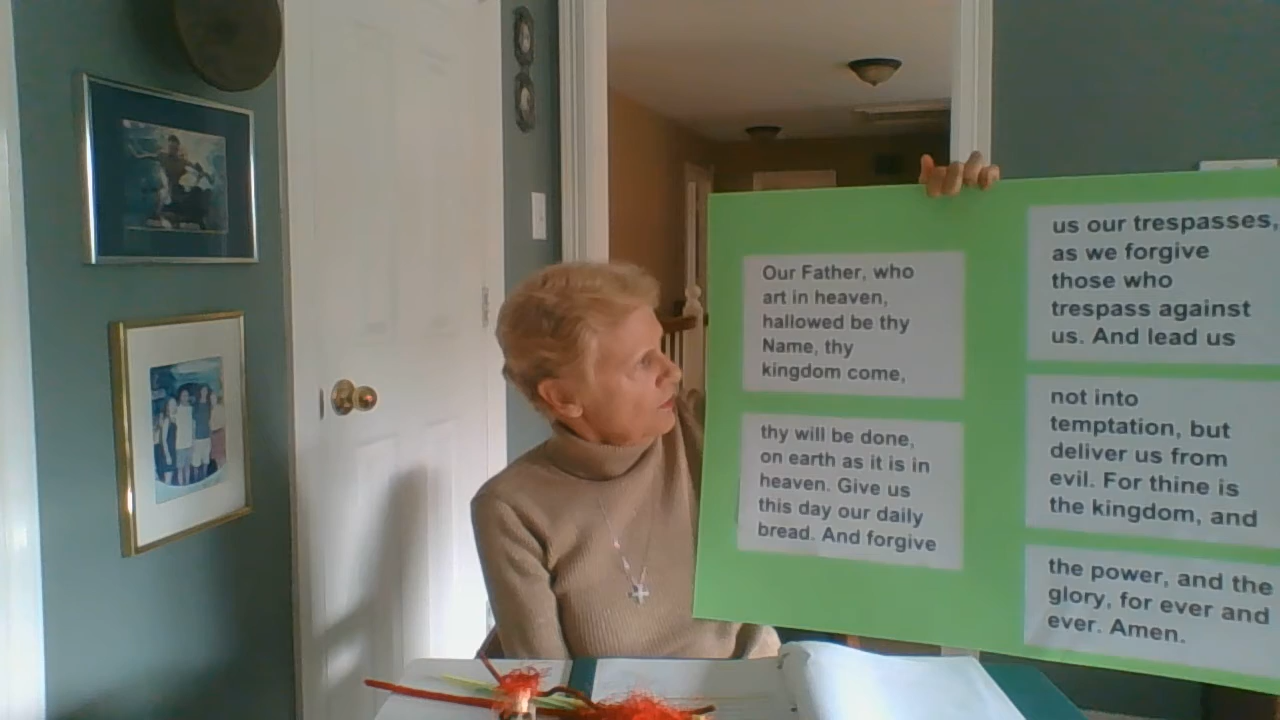 Our Father, who
art in heaven,
hallowed be thy
Name, thy
kingdom come,
thy will be done,
on earth as it is in
heaven. Give us
this day our daily
bread. And forgive
us our trespasses,
as we forgive
those who
trespass against
us. And lead us
not into
temptation, but
deliver us from
evil. For thine is
the kingdom, and
the power, and the
glory, for ever and
ever. Amen.